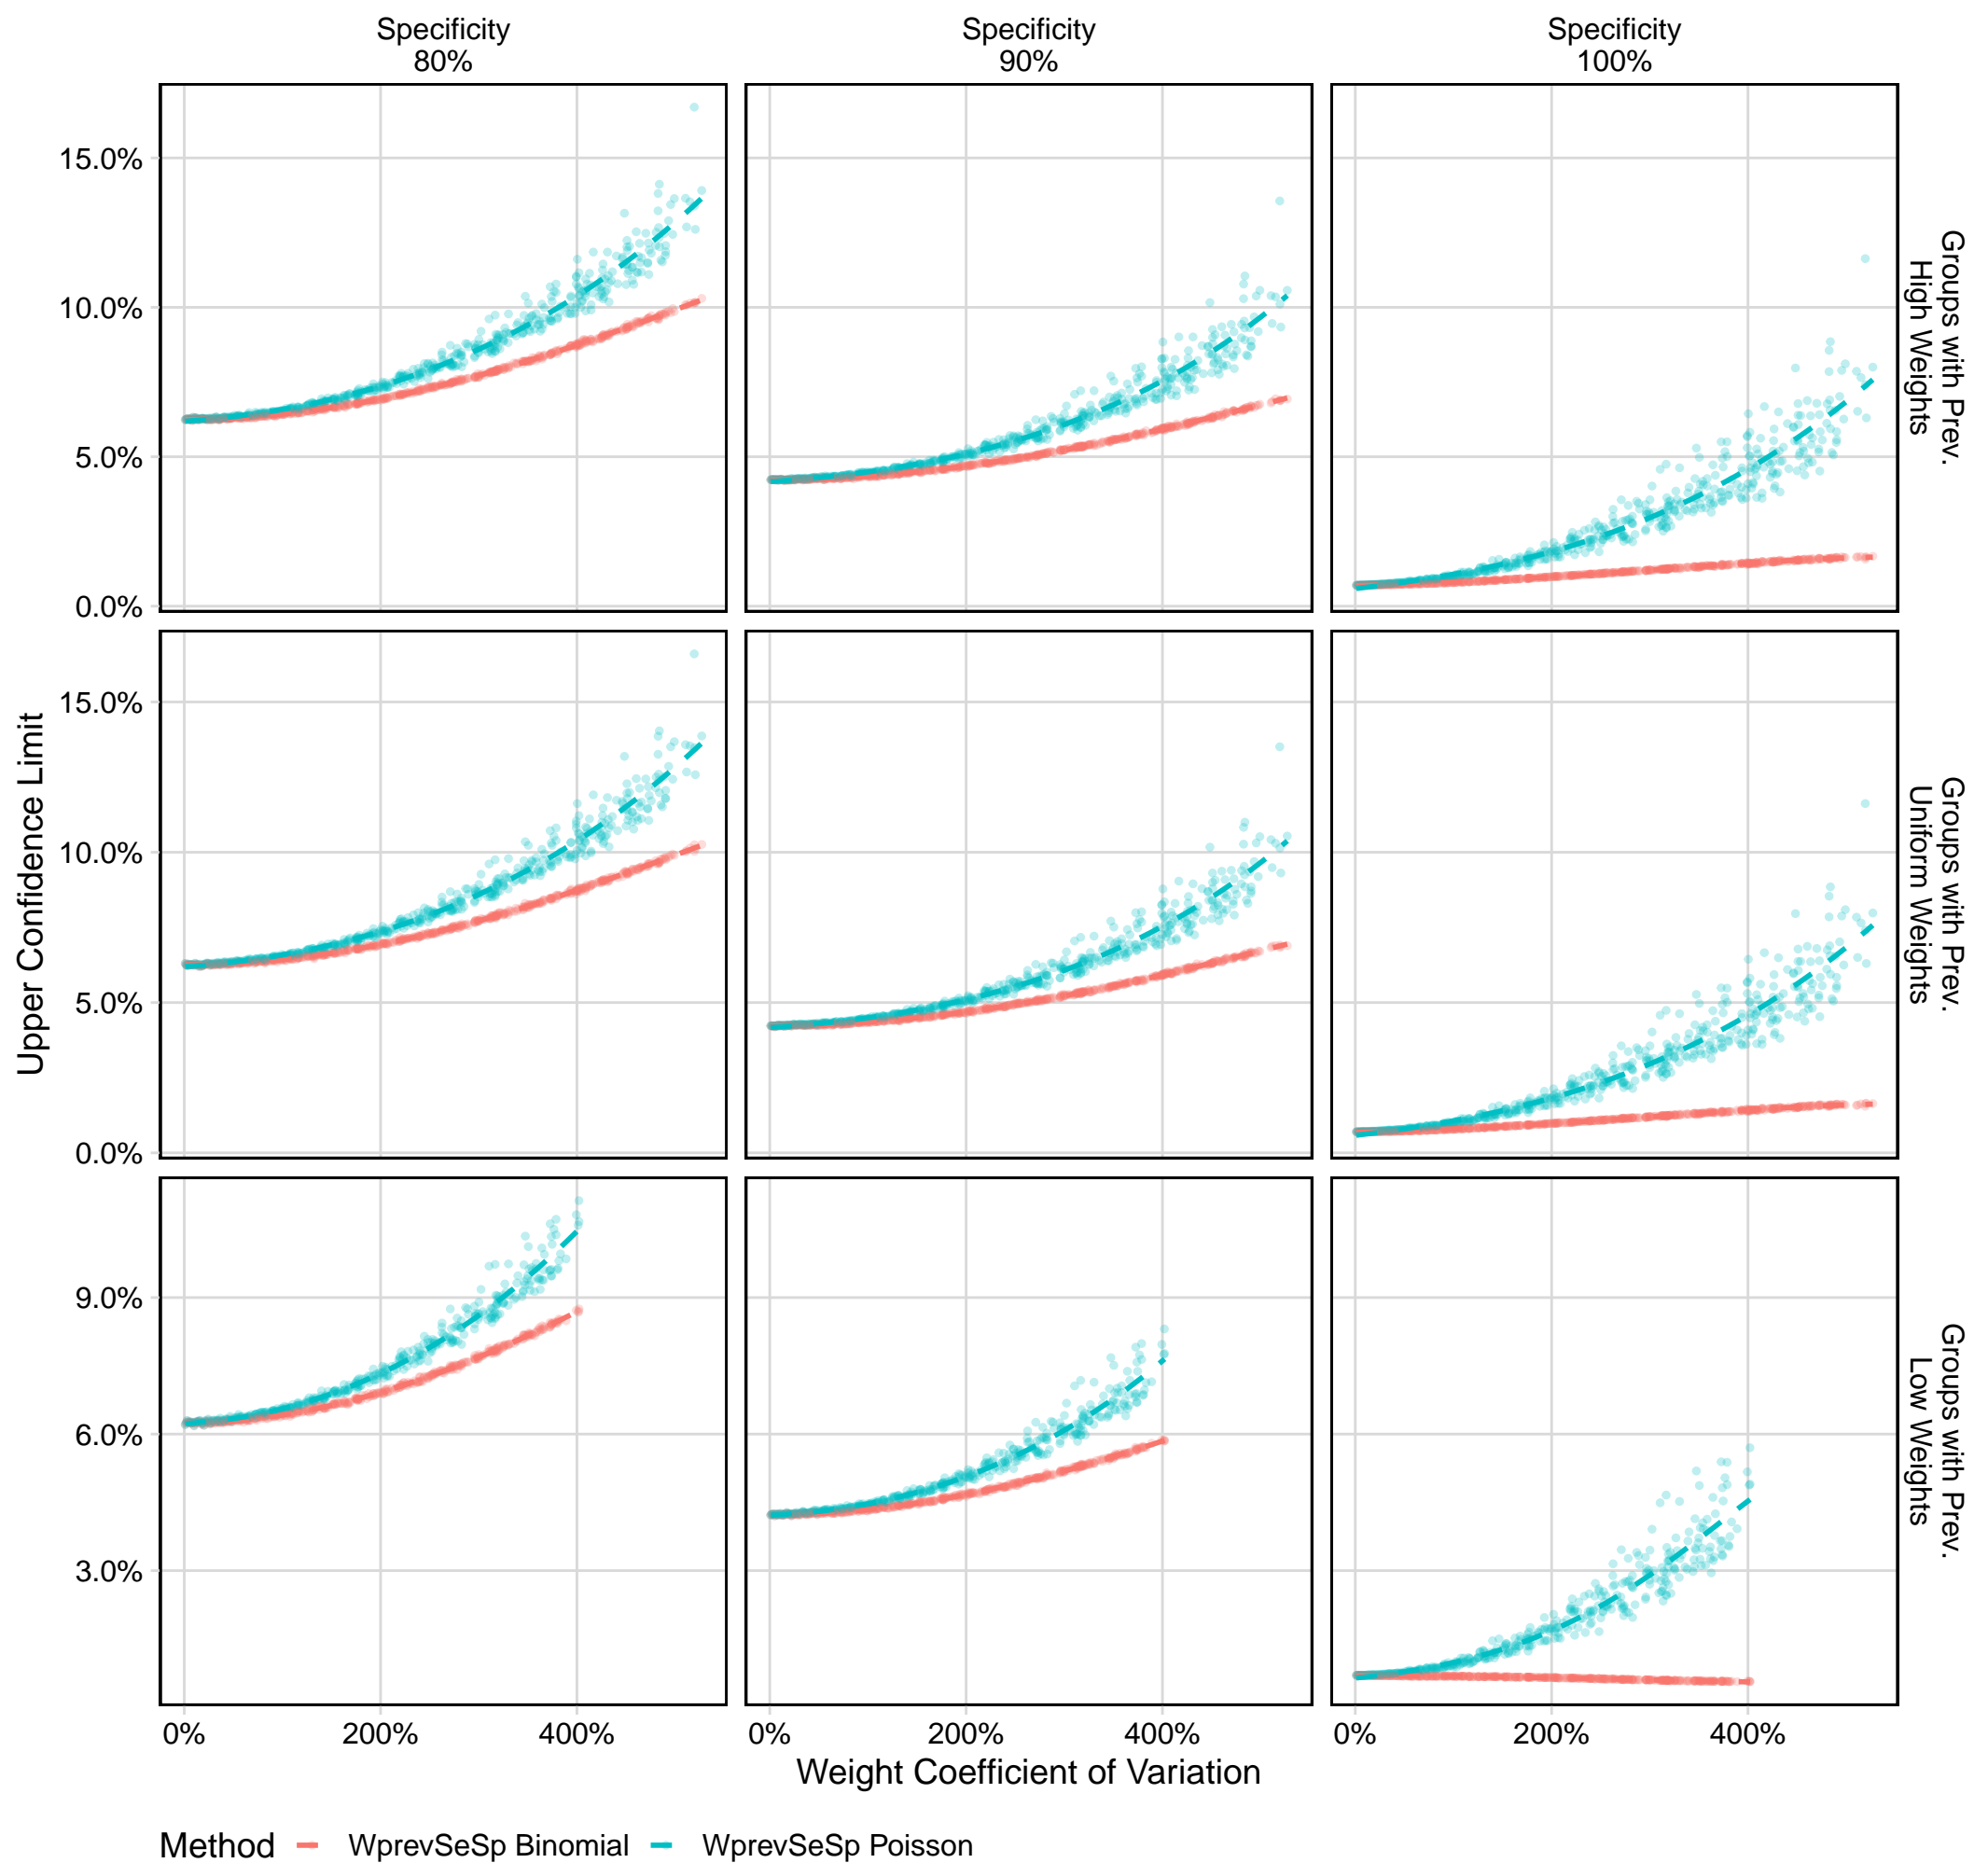 Specificity
80%
Specificity
90%
Specificity
100%
15.0%
10.0%
5.0%
0.0%
Groups with Prev.
High Weights
Upper Confidence Limit
15.0%
10.0%
5.0%
0.0%
Groups with Prev.
Uniform Weights
9.0%
6.0%
3.0%
Groups with Prev.
Low Weights
0%
200%
400%
0%
200%
400%
0%
200%
400%
Weight Coefficient of Variation
Method
WprevSeSp Binomial
WprevSeSp Poisson